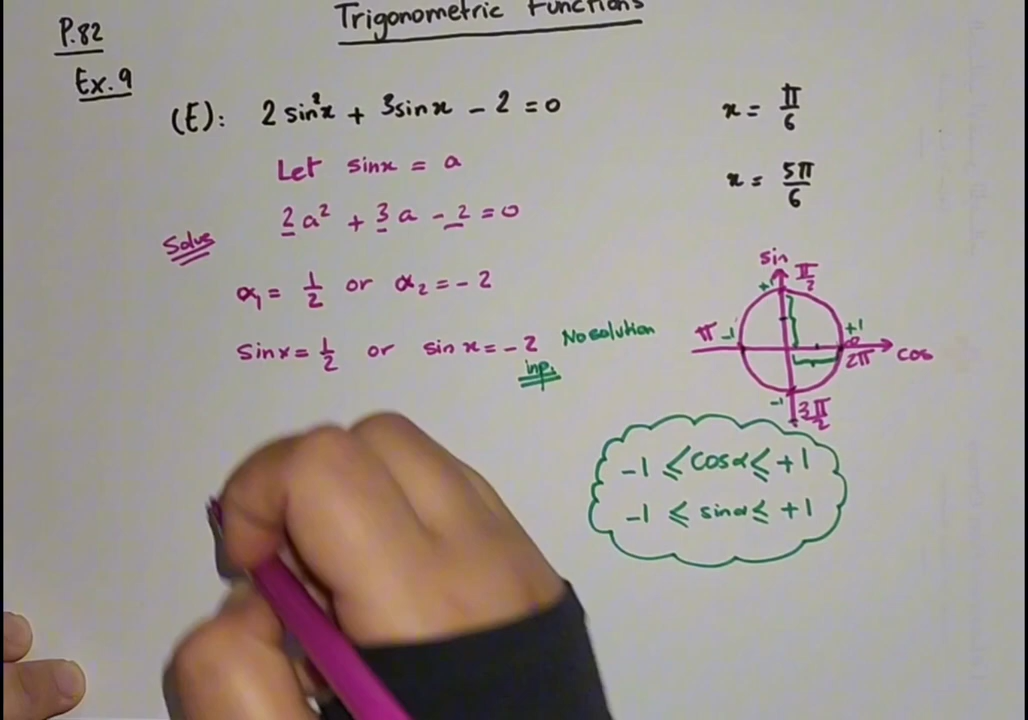 Trigonometric Functions
P.82
Ex.9
(E): 2 sin²x + 3sinx - 2 = 0
x = π/6
Let sinx = a
x = 5π/6
2a² + 3a - 2 = 0
Solve
α₁ = 1/2 or α₂ = -2
sinx = 1/2 or sin x = -2 No solution
inp.
sin π/2
+
π -1 +1 0 2π cos
-1 3π/2
-1 ≤ cosα ≤ +1
-1 ≤ sinα ≤ +1